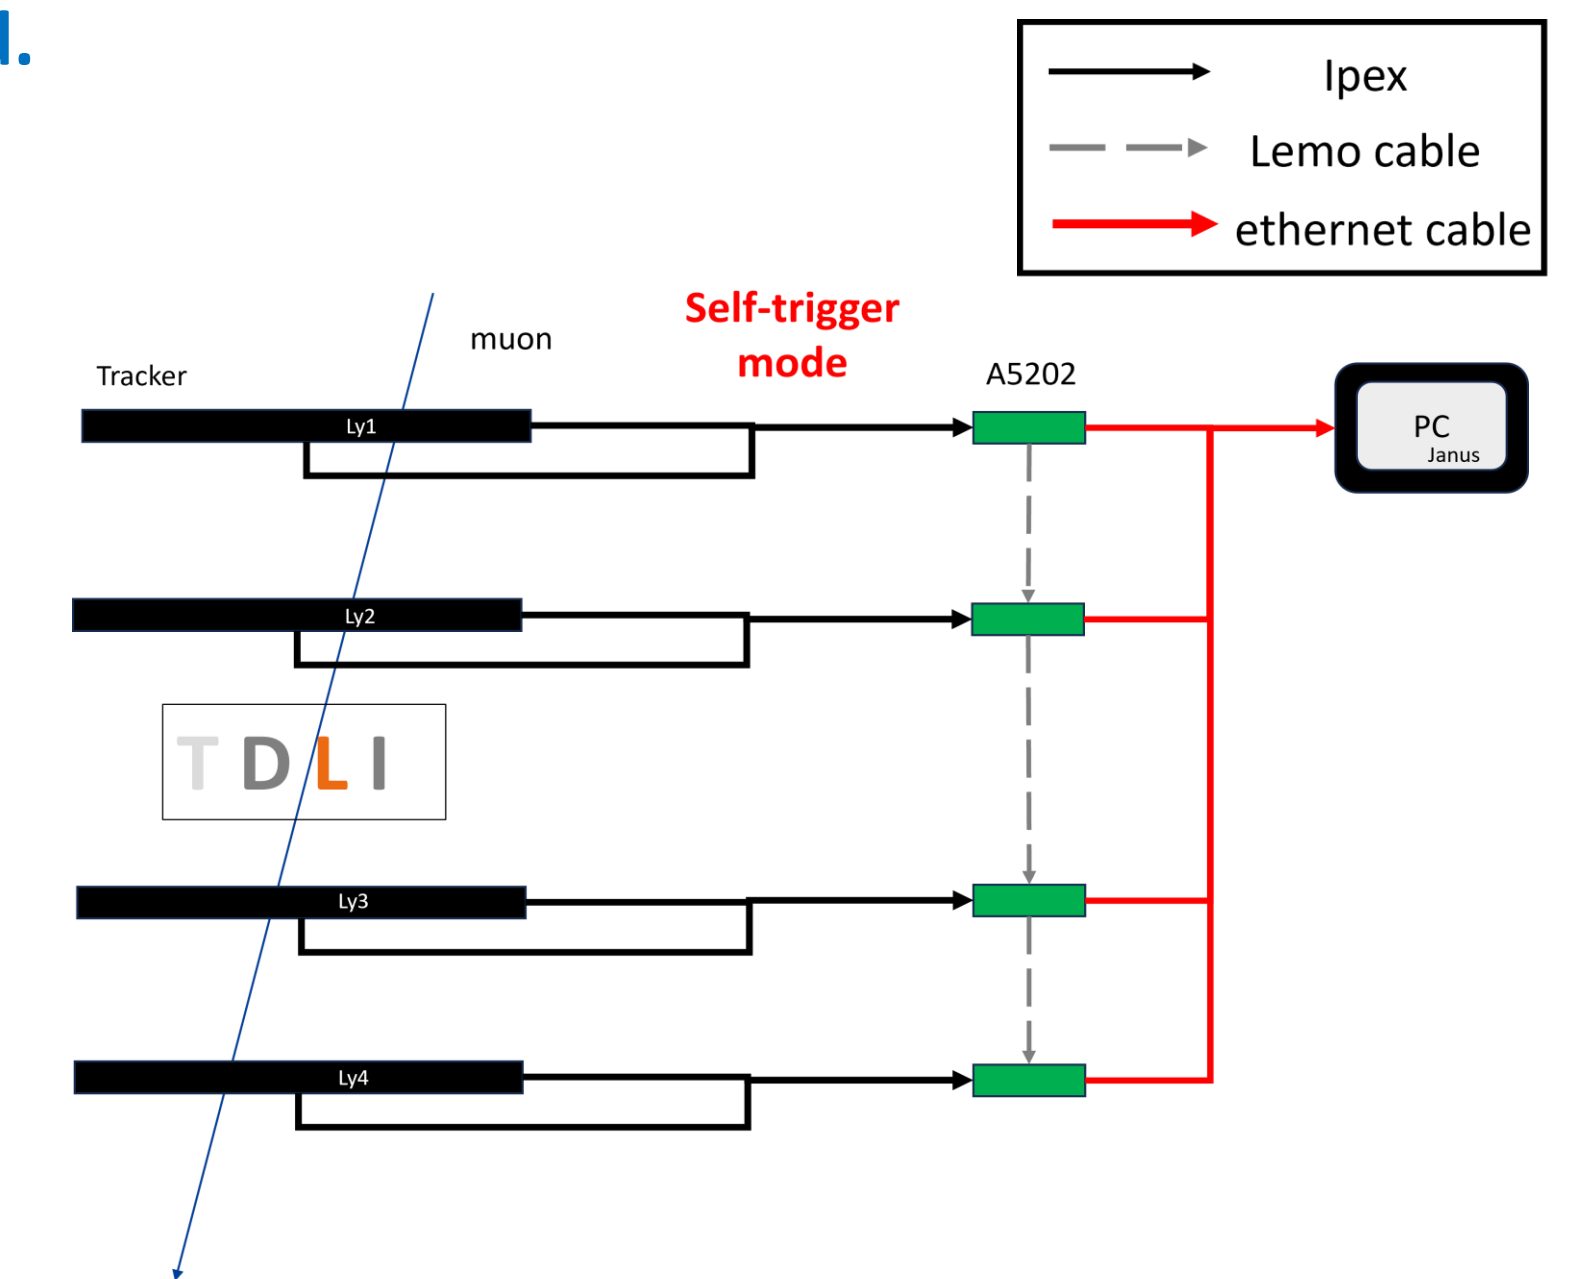 Ipex
Lemo cable
ethernet cable
Self-trigger
mode
muon
Tracker
A5202
Ly1
PC
Janus
Ly2
TDLI
Ly3
Ly4